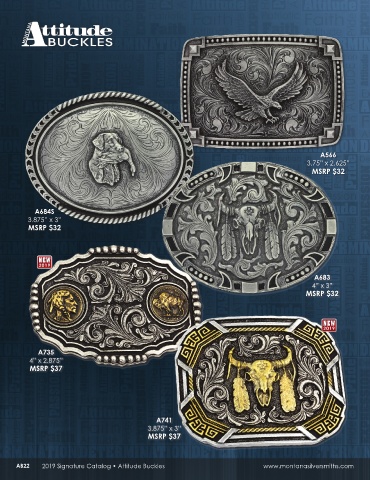 MONTANA
Attitude
BUCKLES
A566
3.75" x 2.625"
MSRP $32
A684S
3.875" x 3"
MSRP $32
A683
4" x 3"
MSRP $32
NEW
2019
A735
4" x 2.875"
MSRP $37
NEW
2019
A741
3.875" x 3"
MSRP $37
AB22 2019 Signature Catalog • Attitude Buckles www.montanasilversmiths.com